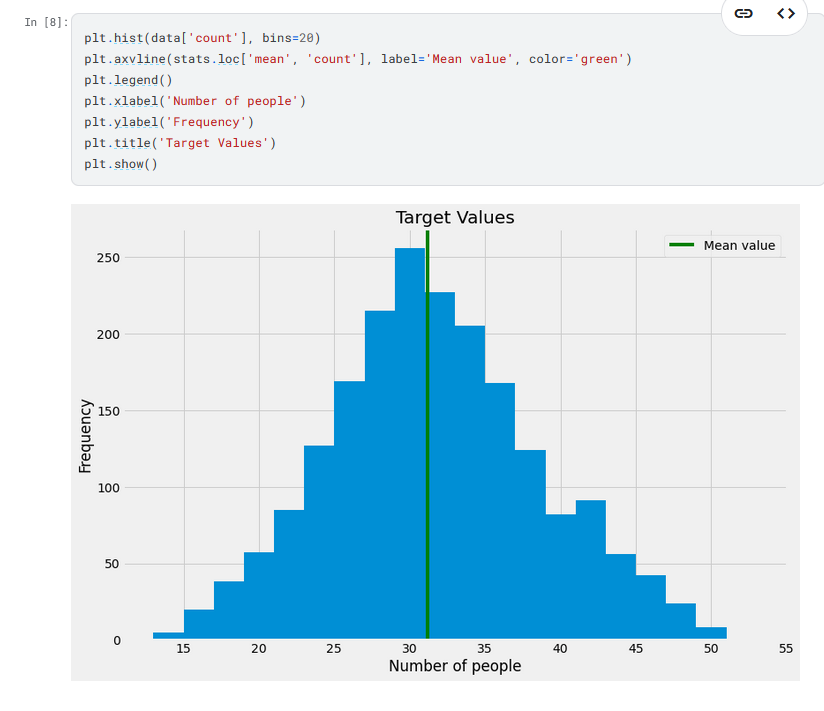 In [8]:
plt.hist(data['count'], bins=20)
plt.axvline(stats.loc['mean', 'count'], label='Mean value', color='green')
plt.legend()
plt.xlabel('Number of people')
plt.ylabel('Frequency')
plt.title('Target Values')
plt.show()
Target Values
Mean value
Frequency
250
200
150
100
50
0
15 20 25 30 35 40 45 50 55
Number of people